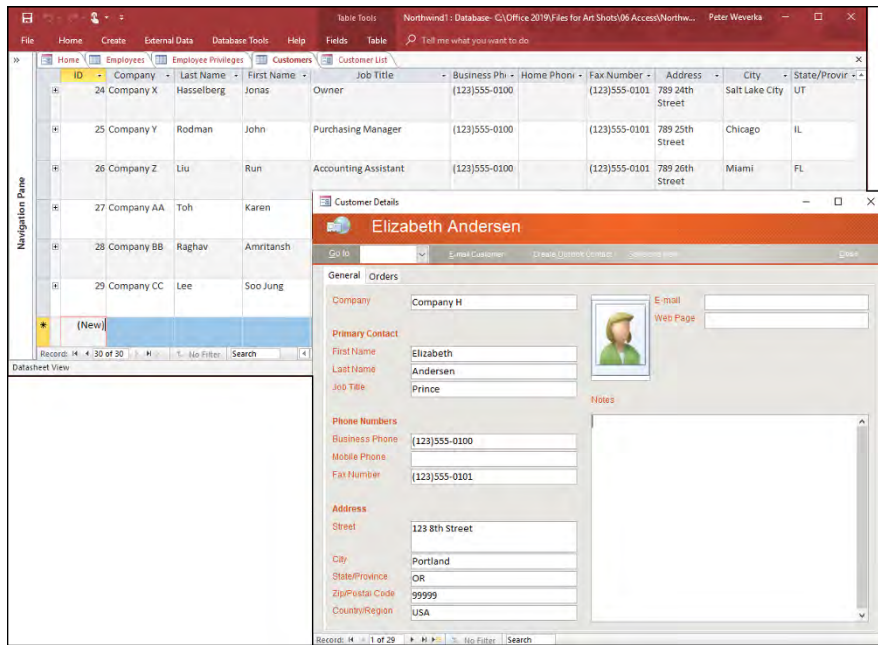 Table Tools Northwind1 : Database- C:\Office 2019\Files for Art Shots\06 Access\Northw... Peter Weverka
File Home Create External Data Database Tools Help Fields Table Tell me what you want to do
Home Employees Employee Privileges Customers Customer List
ID Company Last Name First Name Job Title Business Pho Home Phone Fax Number Address City State/Provir
24 Company X Hasselberg Jonas Owner (123)555-0100 (123)555-0101 789 24th Salt Lake City UT
Street
25 Company Y Rodman John Purchasing Manager (123)555-0100 (123)555-0101 789 25th Chicago IL
Street
26 Company Z Liu Run Accounting Assistant (123)555-0100 (123)555-0101 789 26th Miami FL
Street
27 Company AA Toh Karen
28 Company BB Raghav Amritansh
29 Company CC Lee Soo Jung
(New)
Navigation Pane
Record: 30 of 30 No Filter Search
Datasheet View
Customer Details
Elizabeth Andersen
Go to E-mail Customer Create Outlook Contact Close
General Orders
Company Company H
Primary Contact
First Name Elizabeth
Last Name Andersen
Job Title Prince
Phone Numbers
Business Phone (123)555-0100
Mobile Phone
Fax Number (123)555-0101
Address
Street 123 8th Street
City Portland
State/Province OR
Zip/Postal Code 99999
Country/Region USA
E-mail
Web Page
Notes
Record: 1 of 29 No Filter Search